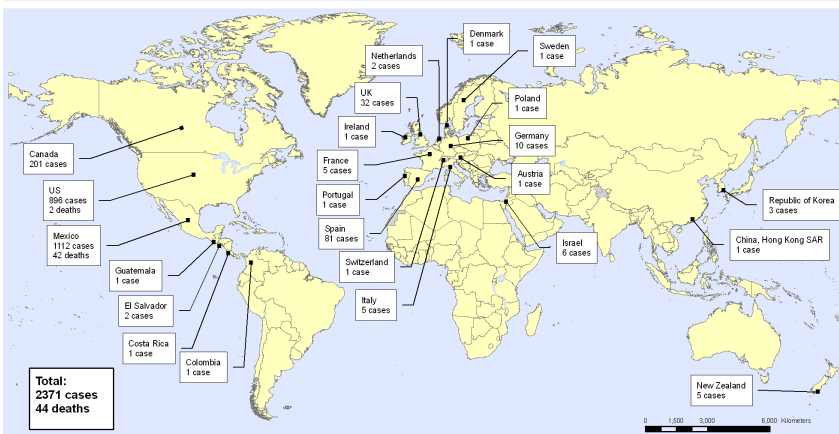 Denmark
1 case
Sweden
1 case
Netherlands
2 cases
UK
32 cases
Poland
1 case
Ireland
1 case
Germany
10 cases
Canada
201 cases
France
5 cases
Austria
1 case
US
896 cases
2 deaths
Portugal
1 case
Republic of Korea
3 cases
Mexico
1112 cases
42 deaths
Spain
81 cases
Israel
6 cases
China, Hong Kong SAR
1 case
Guatemala
1 case
Switzerland
1 case
El Salvador
2 cases
Italy
5 cases
Costa Rica
1 case
Colombia
1 case
Total:
2371 cases
44 deaths
New Zealand
5 cases
0 1,500 3,000 6,000 Kilometers